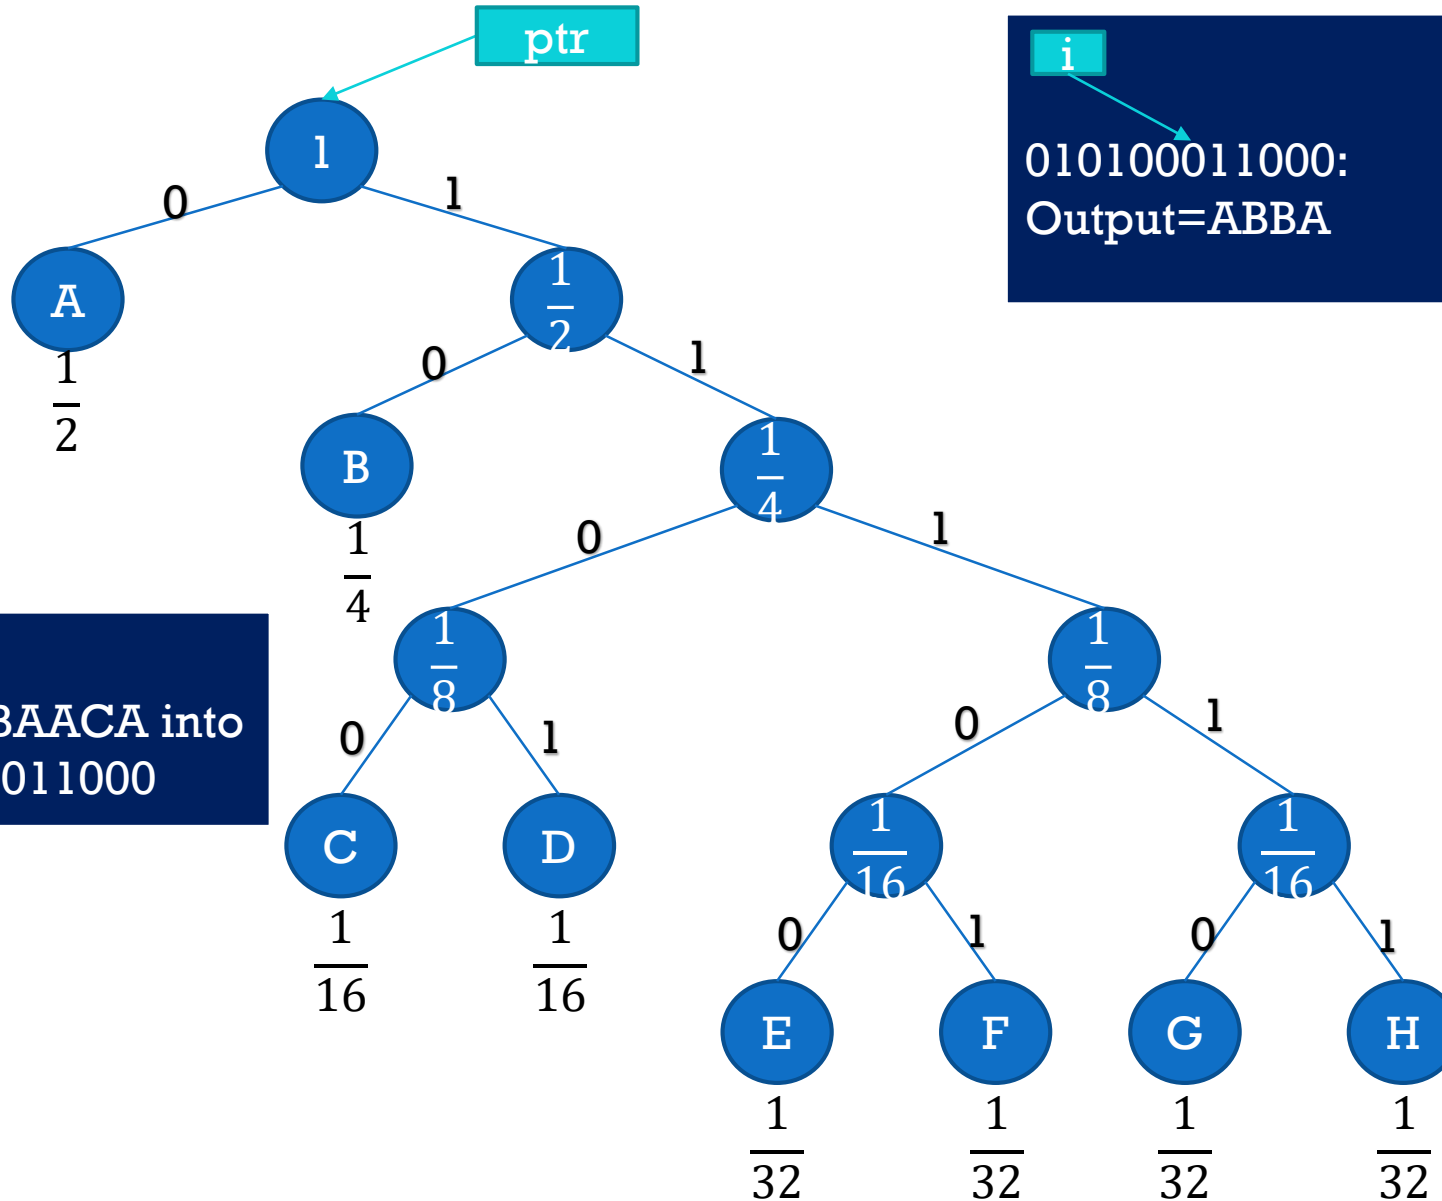 ptr
i
1
010100011000:
0
1
Output=ABBA
A
1/2
1/2
0
1
B
1/4
1/4
0
1
1/8
1/8
BAACA into
011000
0
1
0
1
C
D
1/16
1/16
1/16
1/16
0
1
0
1
E
F
G
H
1/32
1/32
1/32
1/32